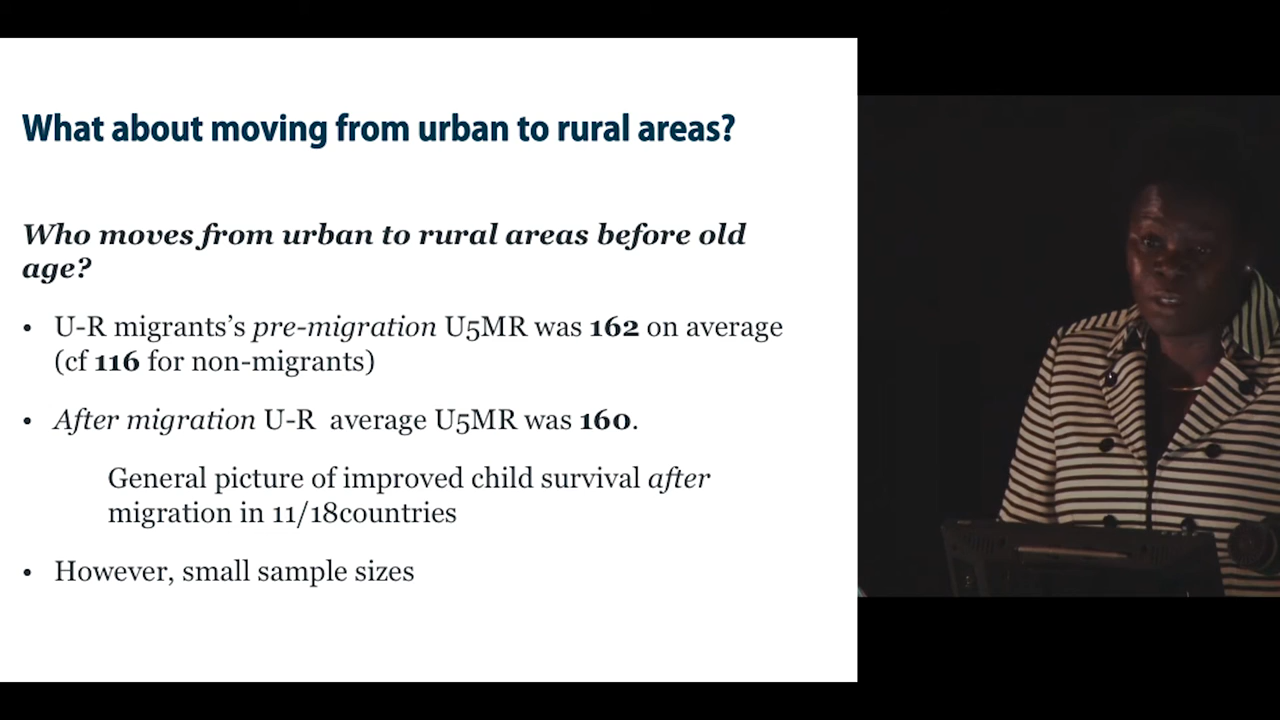 What about moving from urban to rural areas?
Who moves from urban to rural areas before old
age?
• U-R migrants's pre-migration U5MR was 162 on average
(cf 116 for non-migrants)
• After migration U-R average U5MR was 160.
General picture of improved child survival after
migration in 11/18countries
• However, small sample sizes